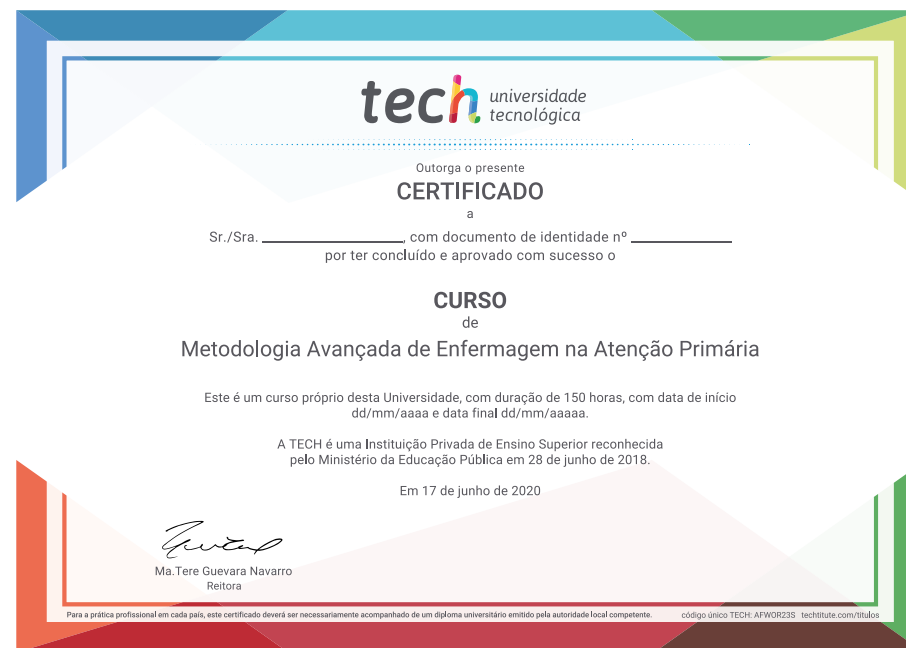 tech universidade
tecnológica
Outorga o presente
CERTIFICADO
a
Sr./Sra. ____________________, com documento de identidade nº ______________
por ter concluído e aprovado com sucesso o
CURSO
de
Metodologia Avançada de Enfermagem na Atenção Primária
Este é um curso próprio desta Universidade, com duração de 150 horas, com data de início
dd/mm/aaaa e data final dd/mm/aaaaa.
A TECH é uma Instituição Privada de Ensino Superior reconhecida
pelo Ministério da Educação Pública em 28 de junho de 2018.
Em 17 de junho de 2020
Ma.Tere Guevara Navarro
Reitora
Para a prática profissional em cada país, este certificado deverá ser necessariamente acompanhado de um diploma universitário emitido pela autoridade local competente. código único TECH: AFWOR23S techtitute.com/titulos